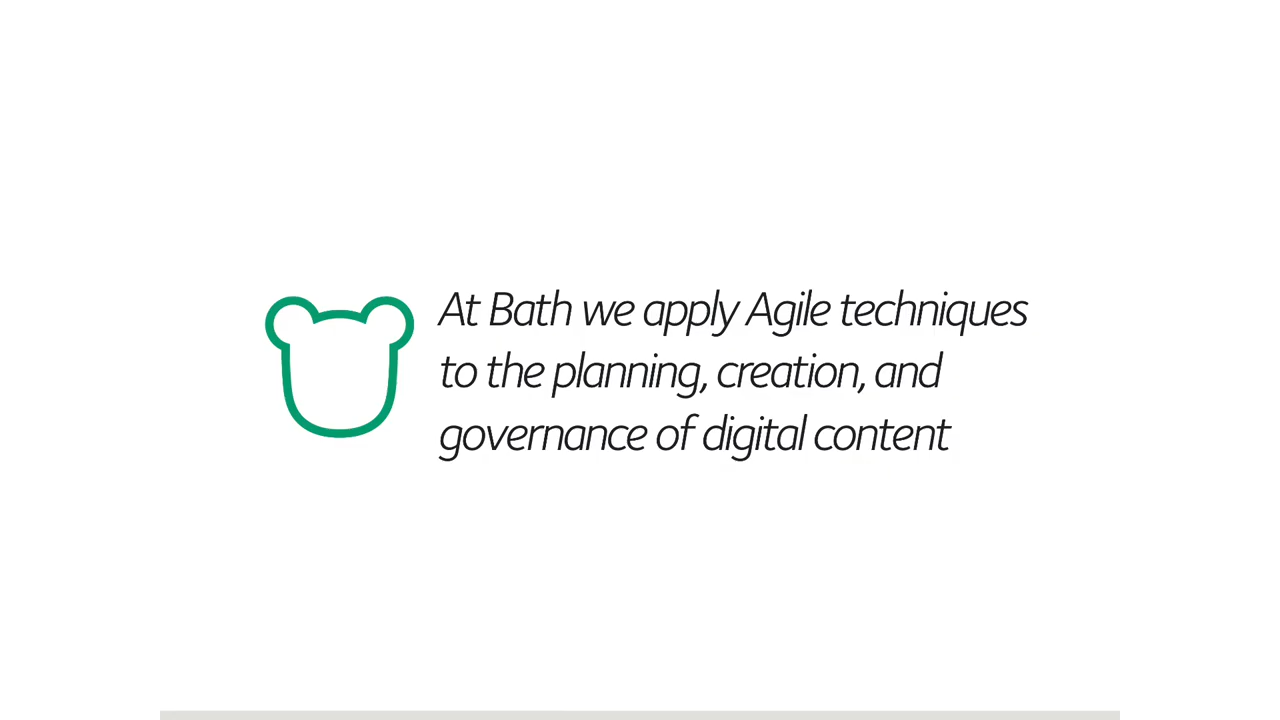 At Bath we apply Agile techniques
to the planning, creation, and
governance of digital content